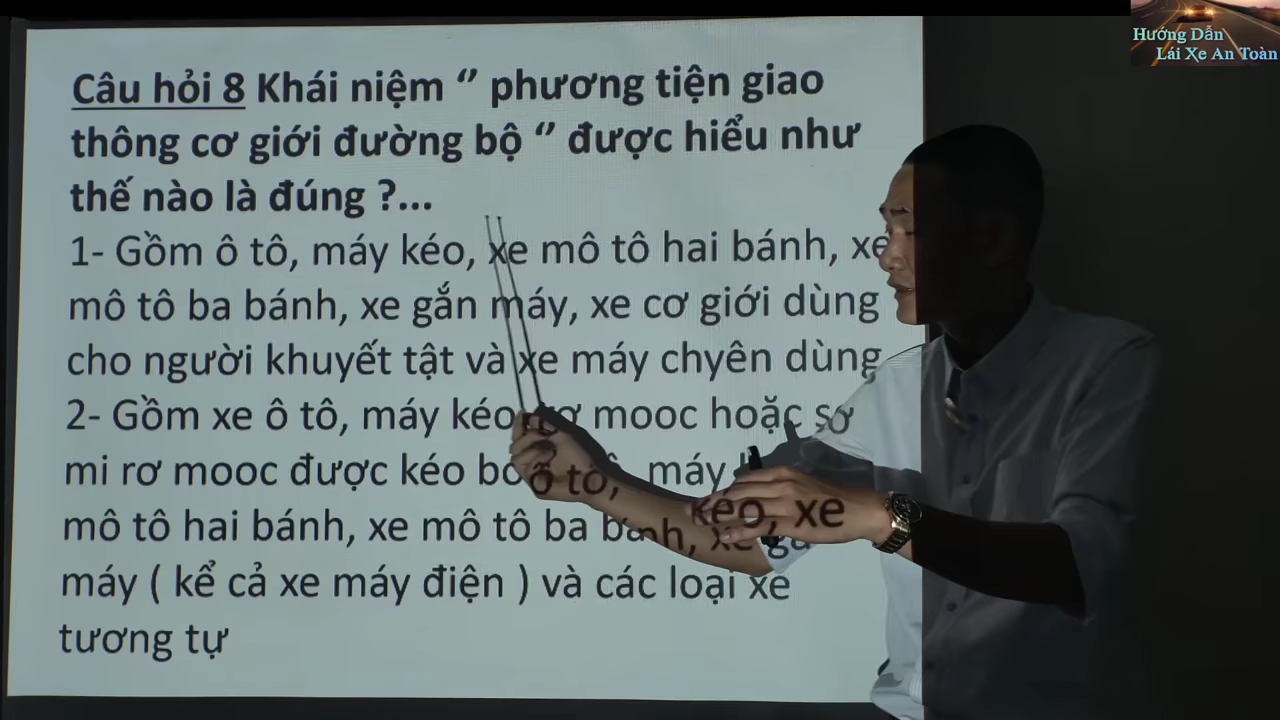 Hướng Dẫn
Lái Xe An Toàn
Câu hỏi 8 Khái niệm “ phương tiện giao
thông cơ giới đường bộ “ được hiểu như
thế nào là đúng ?...
1- Gồm ô tô, máy kéo, xe mô tô hai bánh, xe
mô tô ba bánh, xe gắn máy, xe cơ giới dùng
cho người khuyết tật và xe máy chyên dùng
2- Gồm xe ô tô, máy kéo rơ mooc hoặc sơ
mi rơ mooc được kéo bởi ô tô, máy kéo, xe
mô tô hai bánh, xe mô tô ba bánh, xe
máy ( kể cả xe máy điện ) và các loại xe
tương tự